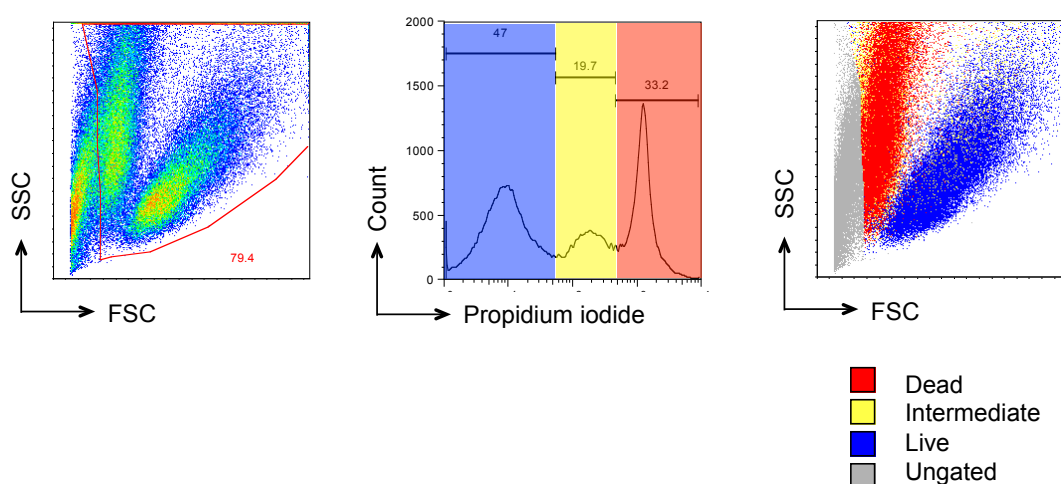 SSC
FSC
79.4
2000
1500
1000
500
0
Count
47
19.7
33.2
Propidium iodide
SSC
FSC
Dead
Intermediate
Live
Ungated